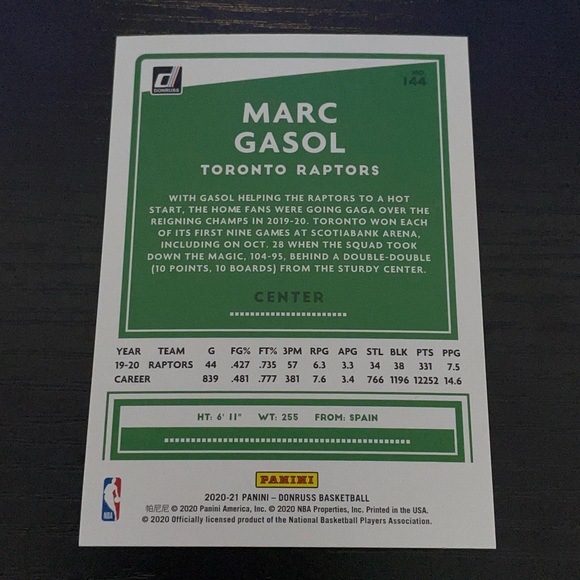 DONRUSS
NO.
144
MARC
GASOL
TORONTO RAPTORS
WITH GASOL HELPING THE RAPTORS TO A HOT
START, THE HOME FANS WERE GOING GAGA OVER THE
REIGNING CHAMPS IN 2019-20. TORONTO WON EACH
OF ITS FIRST NINE GAMES AT SCOTIABANK ARENA,
INCLUDING ON OCT. 28 WHEN THE SQUAD TOOK
DOWN THE MAGIC, 104-95, BEHIND A DOUBLE-DOUBLE
(10 POINTS, 10 BOARDS) FROM THE STURDY CENTER.
CENTER
YEAR TEAM G FG% FT% 3PM RPG APG STL BLK PTS PPG
19-20 RAPTORS 44 .427 .735 57 6.3 3.3 34 38 331 7.5
CAREER 839 .481 .777 381 7.6 3.4 766 1196 12252 14.6
HT: 6' 11" WT: 255 FROM: SPAIN
PANINI
2020-21 PANINI – DONRUSS BASKETBALL
帕尼尼 © 2020 Panini America, Inc. © 2020 NBA Properties, Inc. Printed in the USA.
© 2020 Officially licensed product of the National Basketball Players Association.
NBA